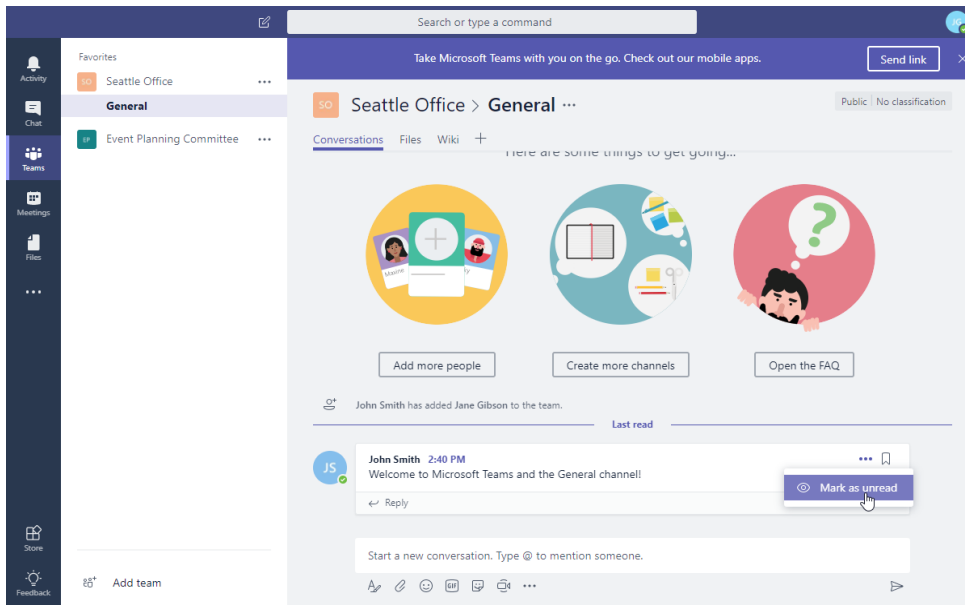 Search or type a command
JG
Activity
Chat
Teams
Meetings
Files
Store
Feedback
Favorites
SO Seattle Office
General
EP Event Planning Committee
Add team
Take Microsoft Teams with you on the go. Check out our mobile apps.
Send link
SO Seattle Office > General
Public No classification
Conversations Files Wiki
Here are some things to get going...
Maxine
Add more people
Create more channels
Open the FAQ
John Smith has added Jane Gibson to the team.
Last read
JS
John Smith 2:40 PM
Welcome to Microsoft Teams and the General channel!
Mark as unread
Reply
Start a new conversation. Type @ to mention someone.
GIF